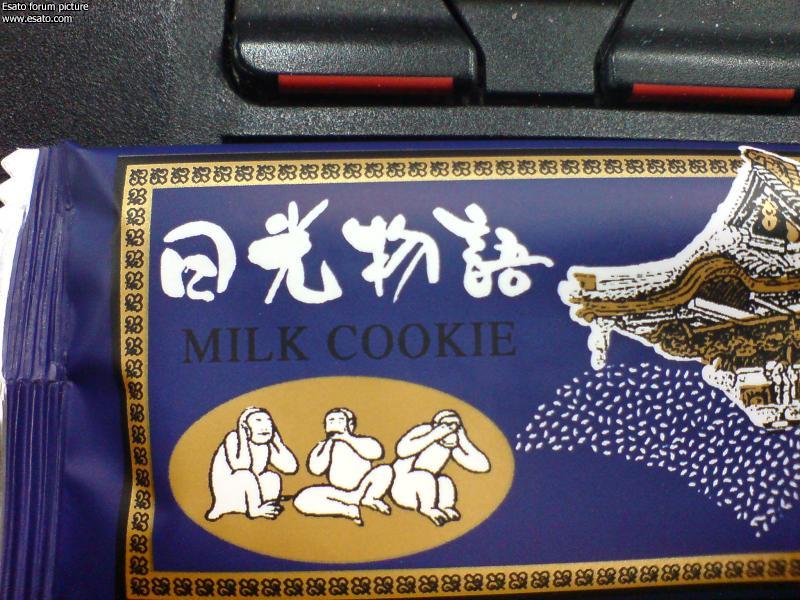 Esato forum picture
www.esato.com
日光物語
MILK COOKIE